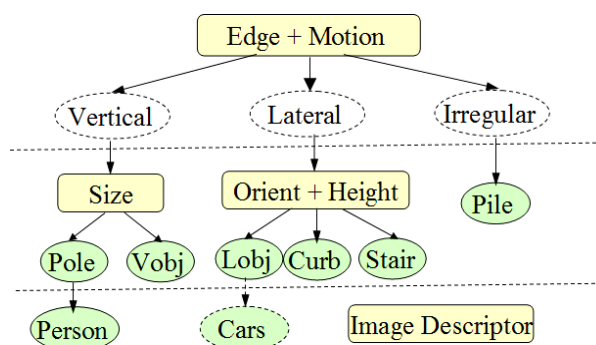 Edge + Motion
Vertical
Lateral
Irregular
Size
Orient + Height
Pile
Pole
Vobj
Lobj
Curb
Stair
Person
Cars
Image Descriptor